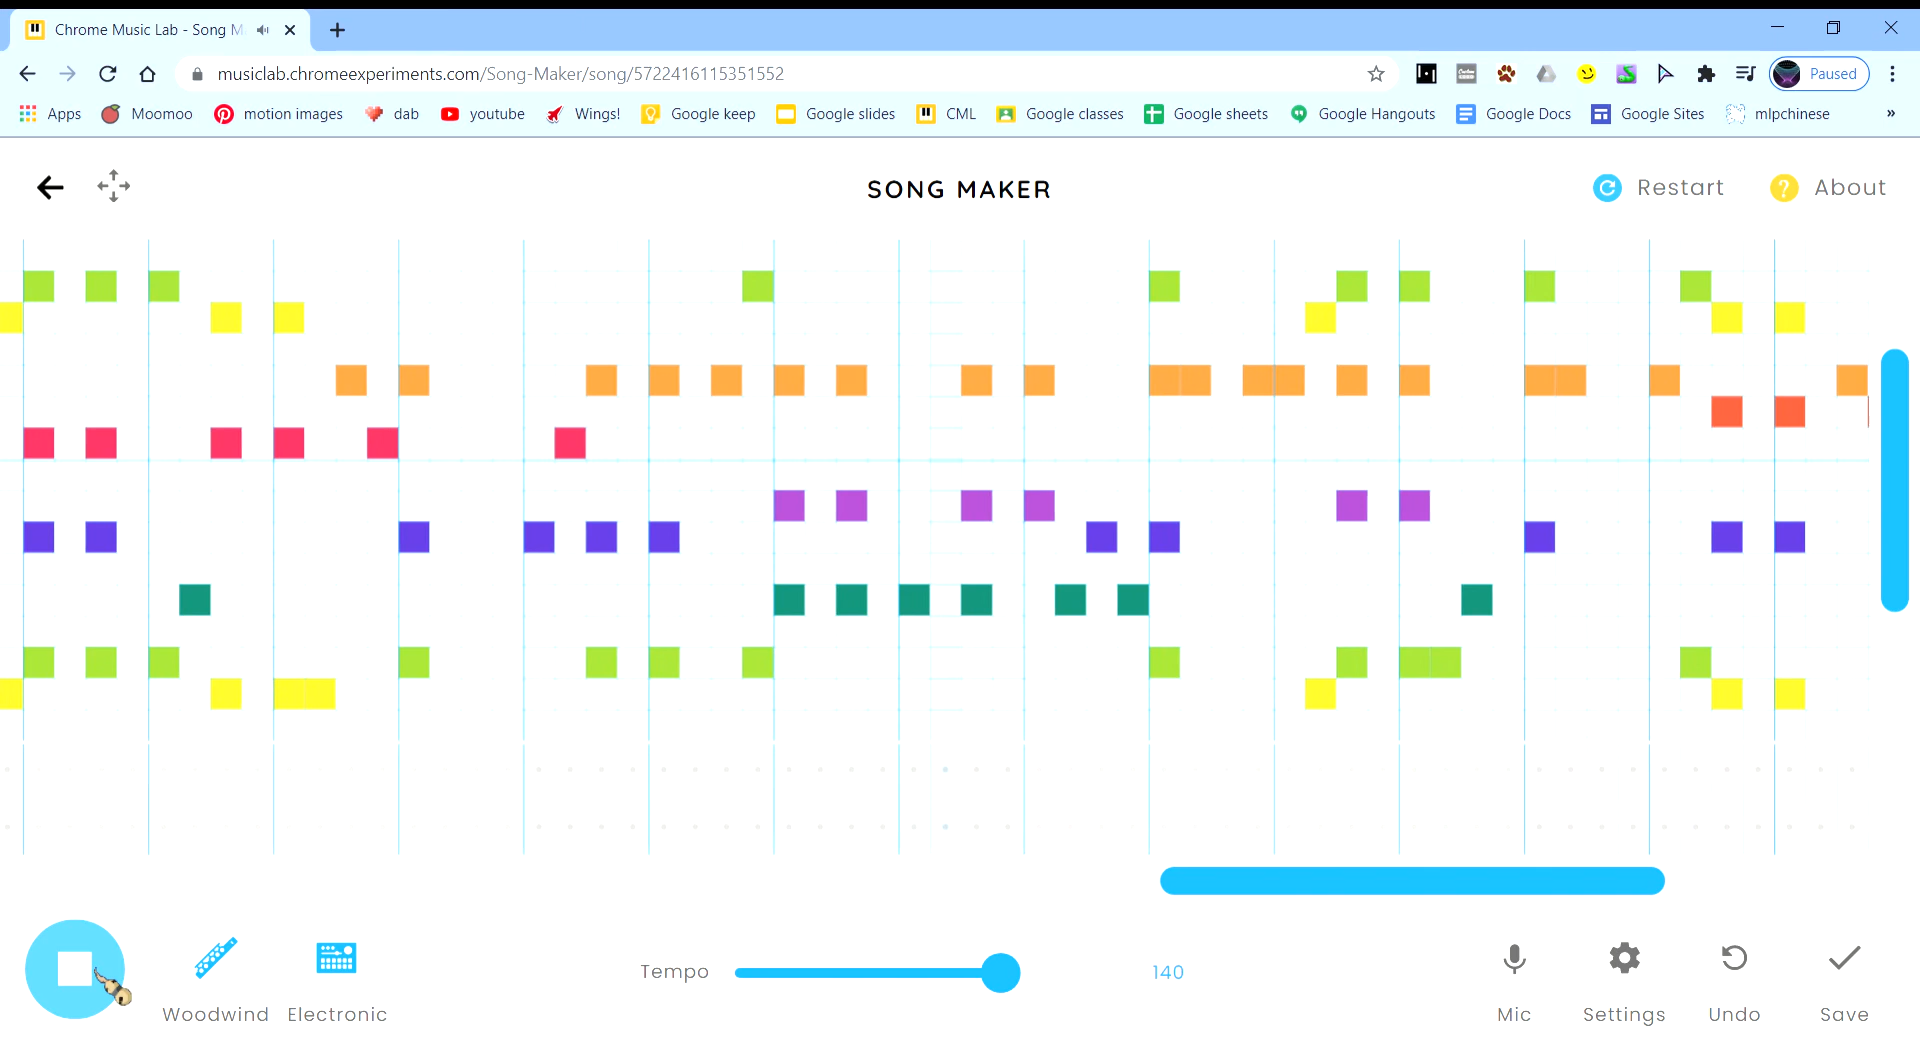 Chrome Music Lab - Song M
musiclab.chromeexperiments.com/Song-Maker/song/5722416115351552
Paused
Apps Moomoo motion images dab youtube Wings! Google keep Google slides CML Google classes Google sheets Google Hangouts Google Docs Google Sites mlpchinese »
SONG MAKER
Restart
? About
Tempo
140
Woodwind
Electronic
Mic
Settings
Undo
Save